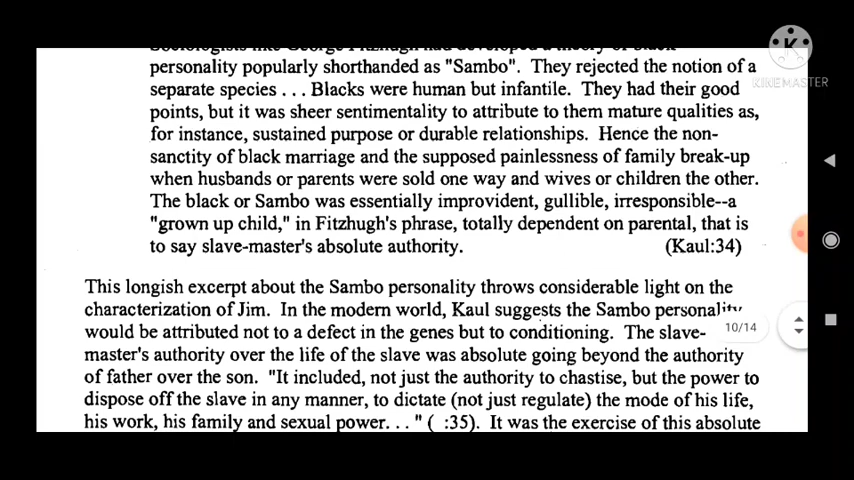 Sociologists like George Fitzhugh had developed a theory of black
personality popularly shorthanded as "Sambo". They rejected the notion of a
separate species . . . Blacks were human but infantile. They had their good
points, but it was sheer sentimentality to attribute to them mature qualities as,
for instance, sustained purpose or durable relationships. Hence the non-
sanctity of black marriage and the supposed painlessness of family break-up
when husbands or parents were sold one way and wives or children the other.
The black or Sambo was essentially improvident, gullible, irresponsible--a
"grown up child," in Fitzhugh's phrase, totally dependent on parental, that is
to say slave-master's absolute authority. (Kaul:34)
This longish excerpt about the Sambo personality throws considerable light on the
characterization of Jim. In the modern world, Kaul suggests the Sambo personality
would be attributed not to a defect in the genes but to conditioning. The slave-
master's authority over the life of the slave was absolute going beyond the authority
of father over the son. "It included, not just the authority to chastise, but the power to
dispose off the slave in any manner, to dictate (not just regulate) the mode of his life,
his work, his family and sexual power. . . " ( :35). It was the exercise of this absolute
10/14
K
KINEMASTER